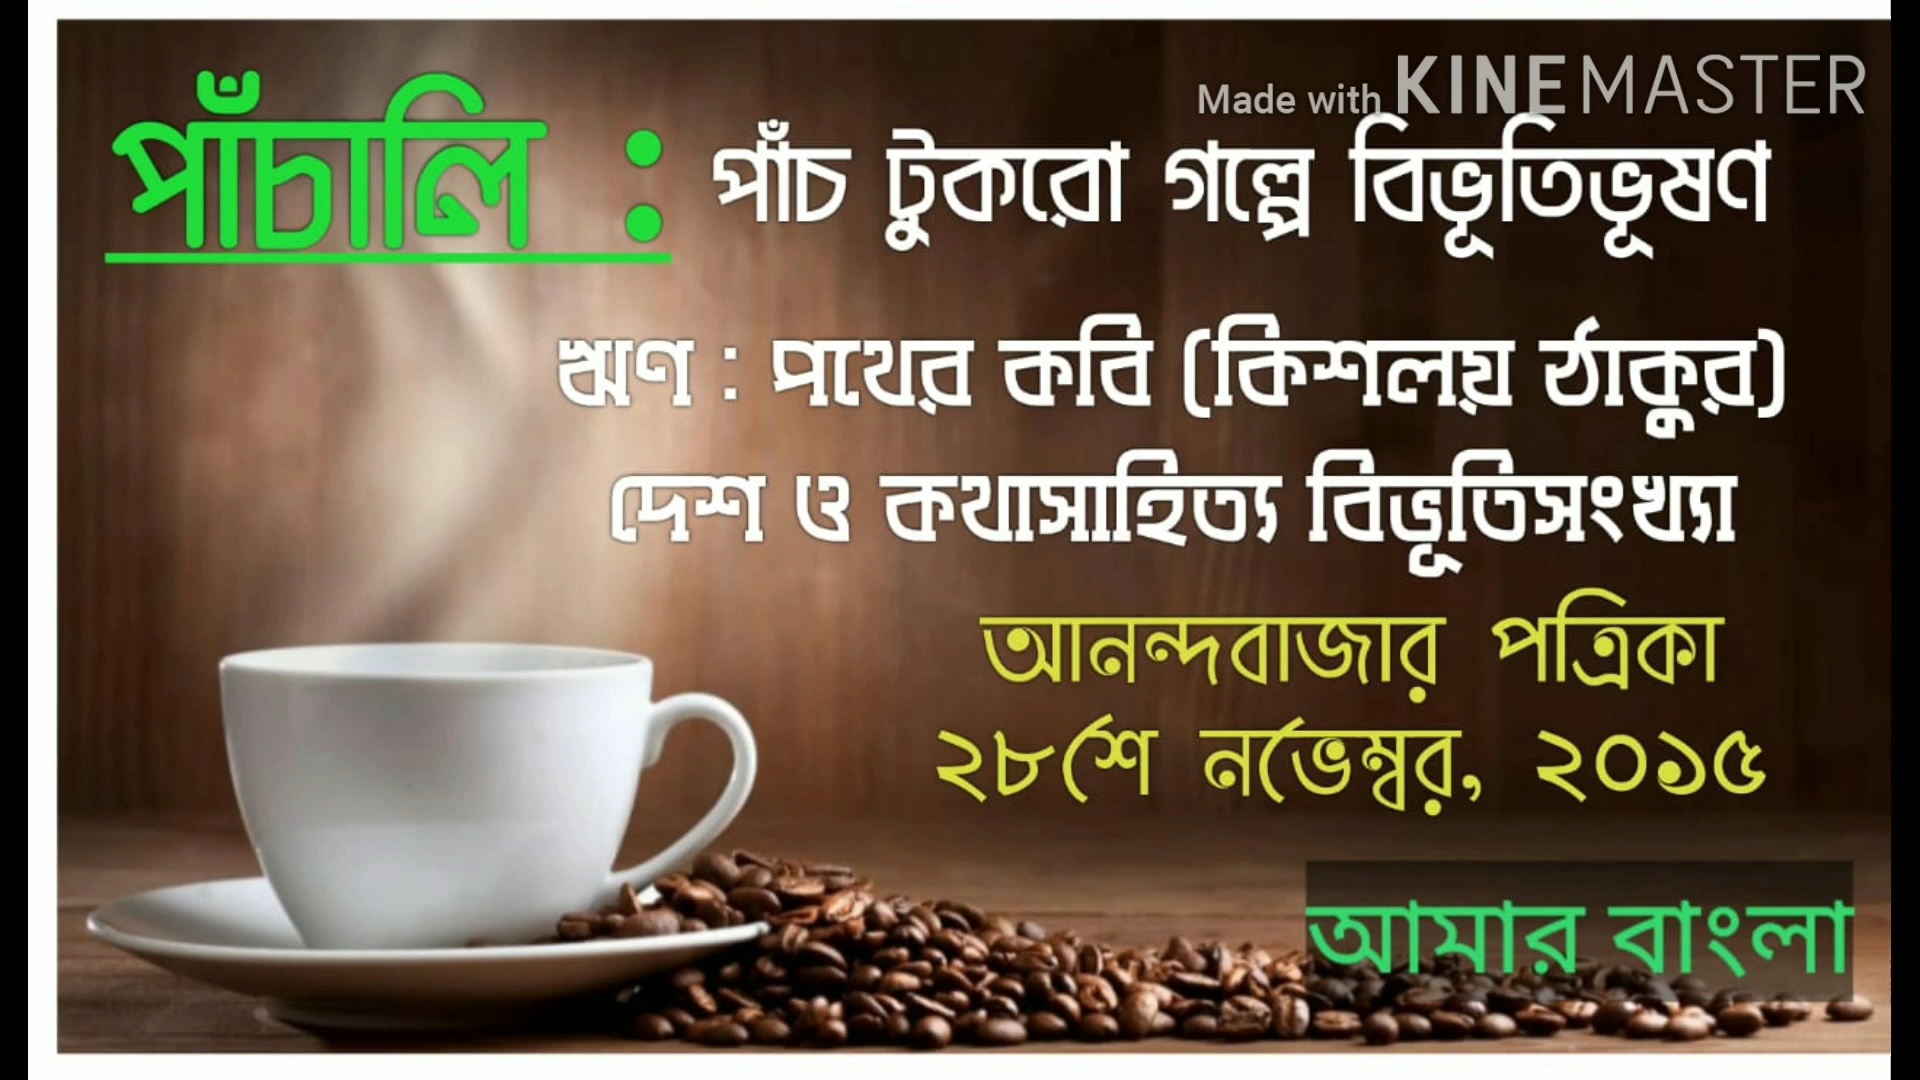 Made with KINEMASTER
পাঁচালি : পাঁচ টুকরো গল্পে বিভূতিভূষণ
ঋণ : পথের কবি (কিশলয় ঠাকুর)
দেশ ও কথাসাহিত্য বিভূতিসংখ্যা
আনন্দবাজার পত্রিকা
২৮শে নভেম্বর, ২০১৫
আমার বাংলা